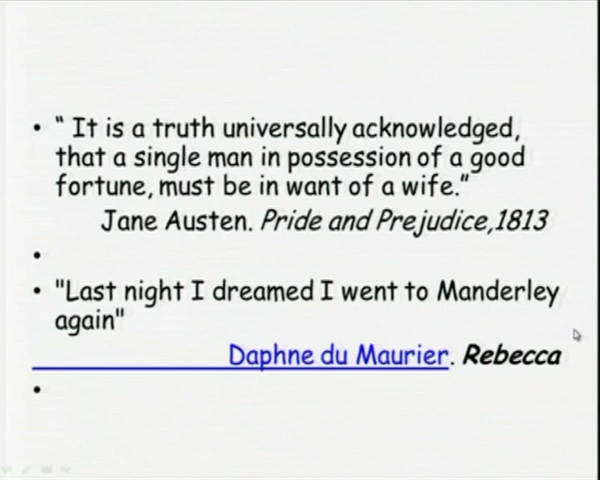 • “ It is a truth universally acknowledged,
that a single man in possession of a good
fortune, must be in want of a wife.”
Jane Austen. Pride and Prejudice,1813
•
• "Last night I dreamed I went to Manderley
again"
Daphne du Maurier. Rebecca
•